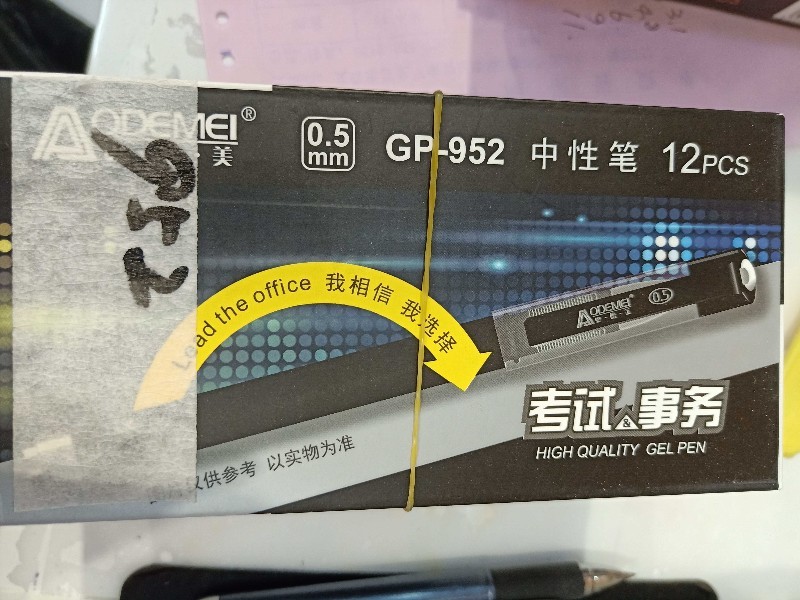 AODEMEI®
美
0.5
mm
GP-952 中性笔 12PCS
Lead the office 我相信 我选择
AODEMEI 0.5
考试&事务
HIGH QUALITY GEL PEN
仅供参考 以实物为准